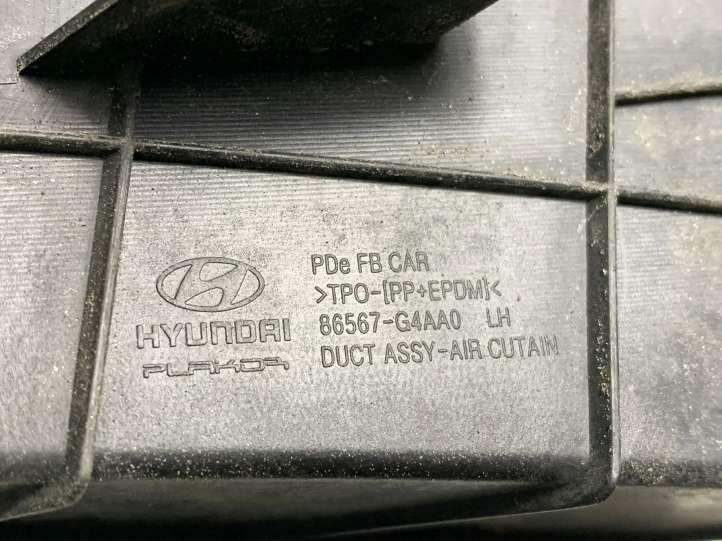 PDe FB CAR
>TPO-[PP+EPDM]<
HYUNDAI
86567-G4AA0 LH
PLAKOR
DUCT ASSY-AIR CUTAIN